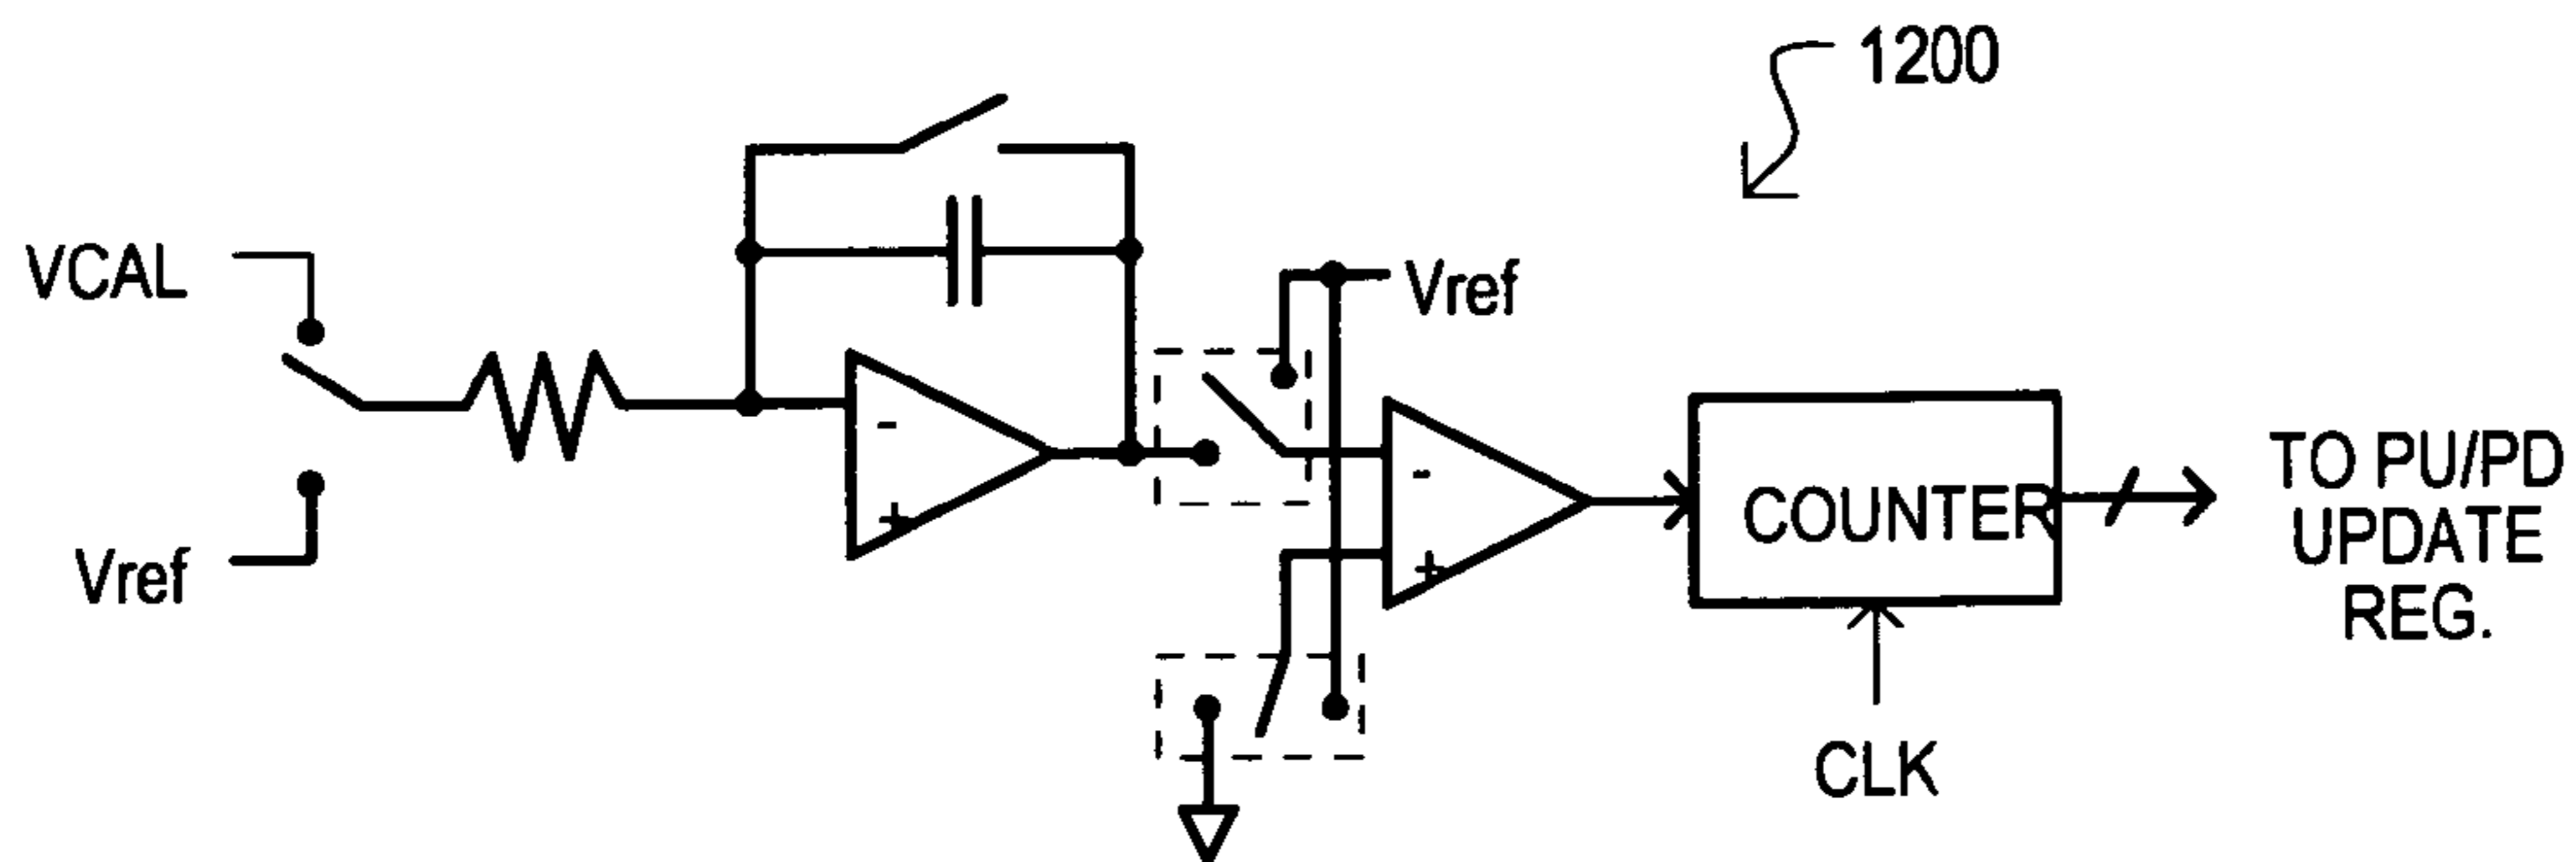 1200
VCAL
Vref
Vref
-
+
-
+
COUNTER
CLK
TO PU/PD
UPDATE
REG.